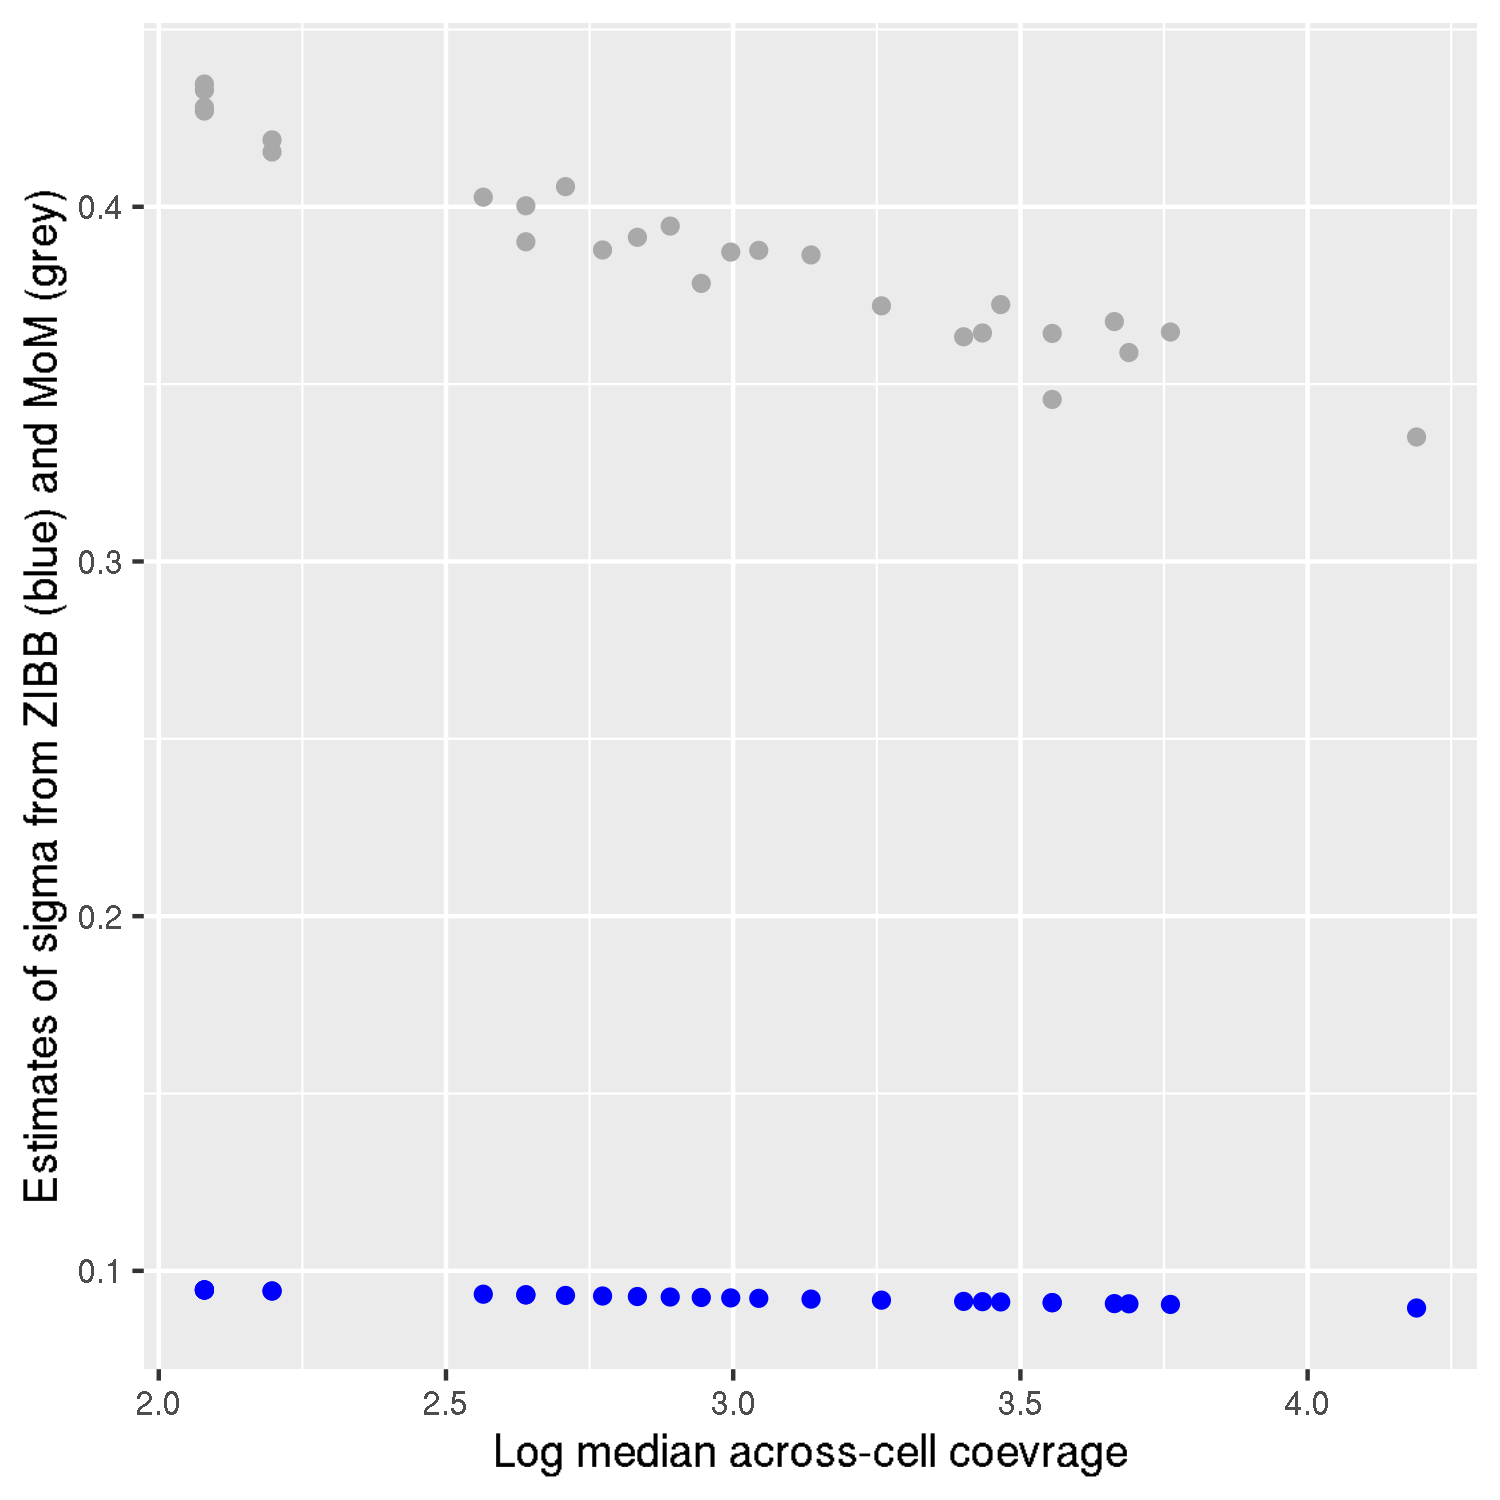 Estimates of sigma from ZIBB (blue) and MoM (grey)
0.4
0.3
0.2
0.1
2.0 2.5 3.0 3.5 4.0
Log median across-cell coevrage